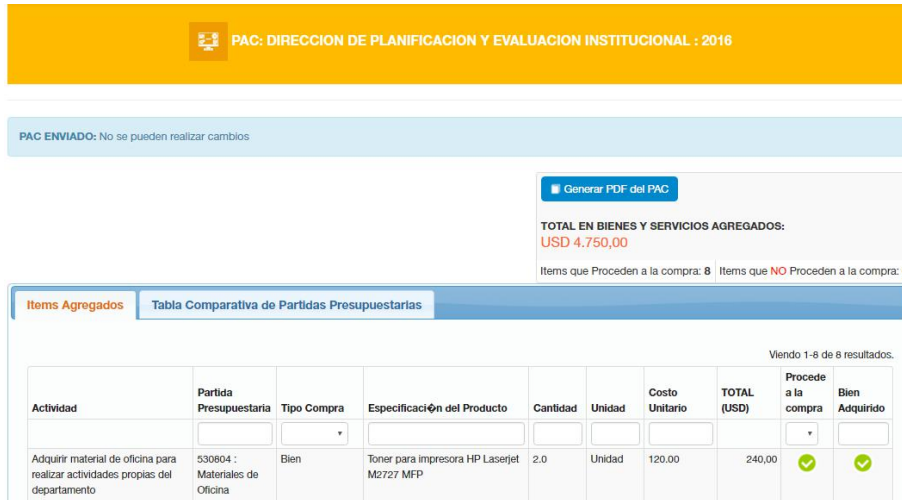 PAC: DIRECCION DE PLANIFICACION Y EVALUACION INSTITUCIONAL : 2016
PAC ENVIADO: No se pueden realizar cambios
Generar PDF del PAC
TOTAL EN BIENES Y SERVICIOS AGREGADOS:
USD 4.750,00
Items que Proceden a la compra: 8 Items que NO Proceden a la compra:
Items Agregados Tabla Comparativa de Partidas Presupuestarias
Viendo 1-8 de 8 resultados.
Actividad Partida Presupuestaria Tipo Compra Especificaci�n del Producto Cantidad Unidad Costo Unitario TOTAL (USD) Procede a la compra Bien Adquirido
Adquirir material de oficina para realizar actividades propias del departamento 530804 : Materiales de Oficina Bien Toner para impresora HP Laserjet M2727 MFP 2.0 Unidad 120.00 240,00